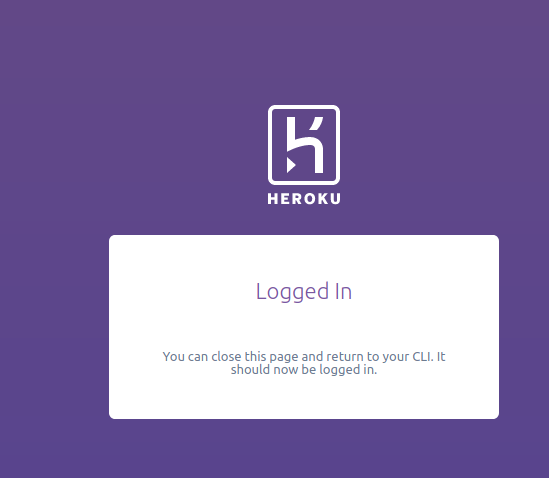 HEROKU
Logged In
You can close this page and return to your CLI. It
should now be logged in.